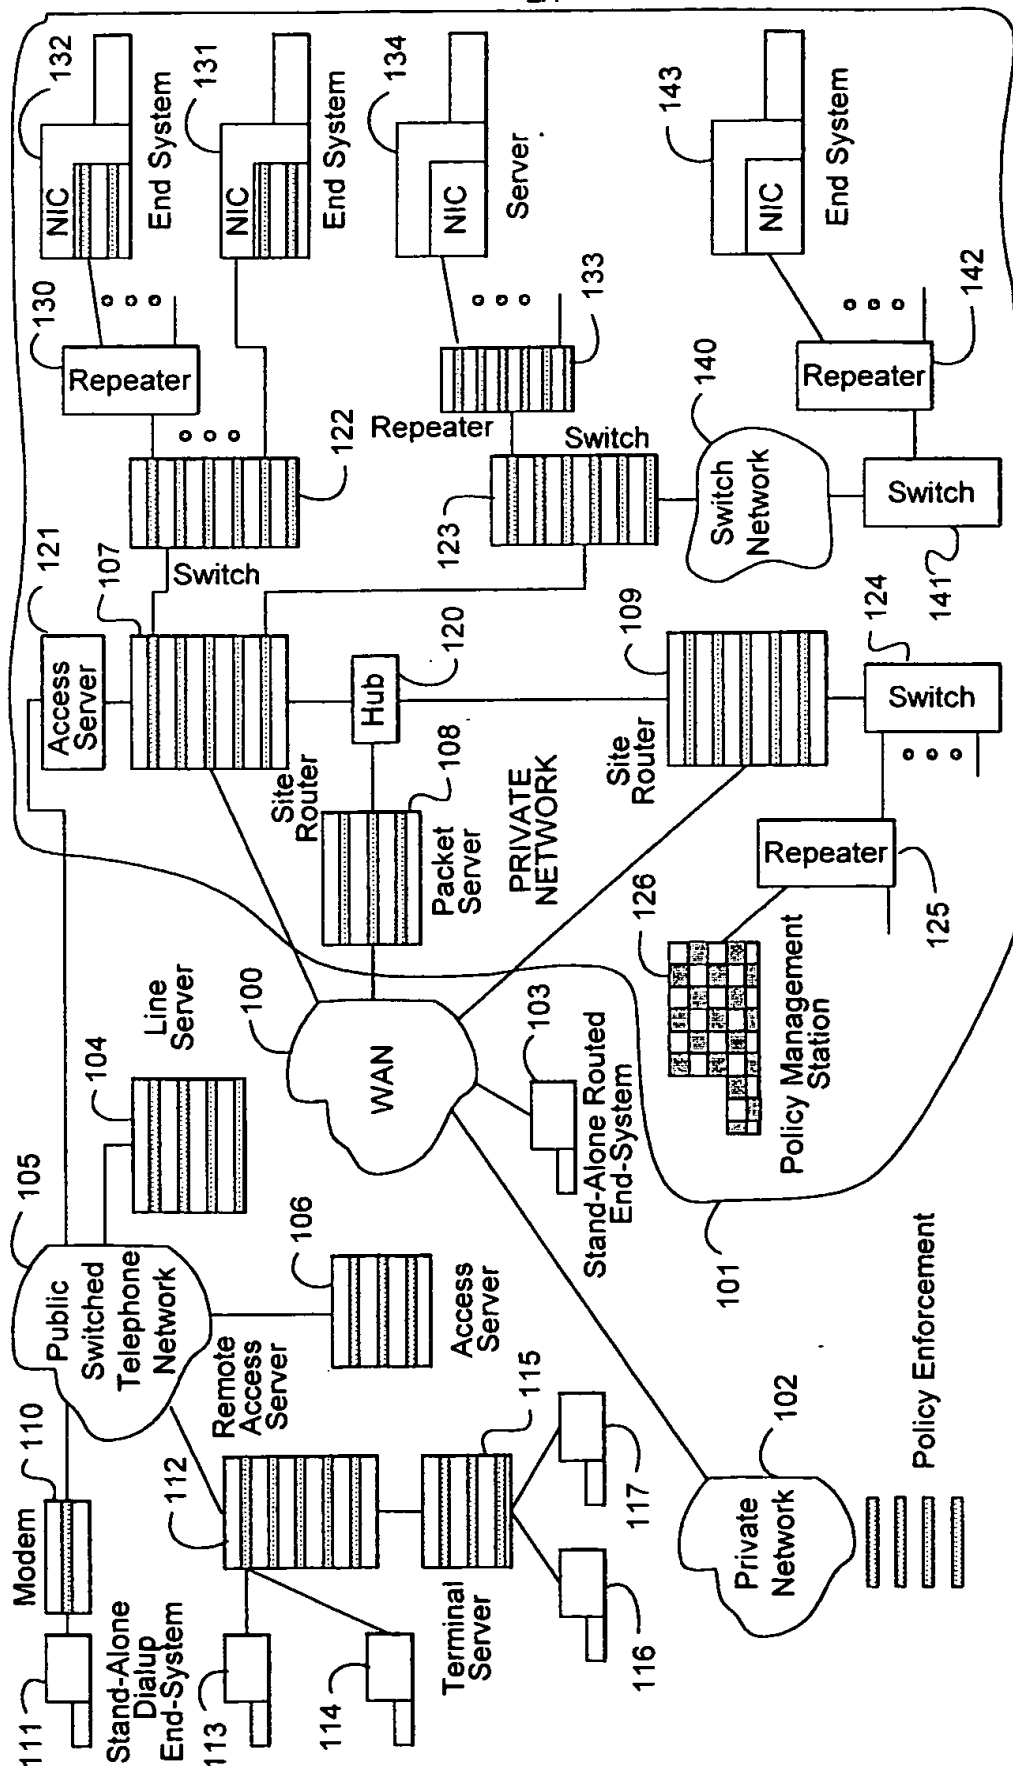 111
Stand-Alone
Dialup
End-System
Modem
110
Public
Switched
Telephone
Network
105
104
Line
Server
Access
Server
121
107
Switch
122
130
Repeater
132
NIC
End System
131
NIC
End System
113
114
112
Remote
Access
Server
106
Access
Server
Terminal
Server
115
116
117
100
WAN
103
Stand-Alone Routed
End-System
Site
Router
Hub
120
108
Packet
Server
PRIVATE
NETWORK
123
Switch
Repeater
133
134
NIC
Server
Private
Network
102
101
Policy Enforcement
126
Policy Management
Station
Repeater
125
Site
Router
109
Switch
124
Switch
Network
140
Switch
141
Repeater
142
143
NIC
End System